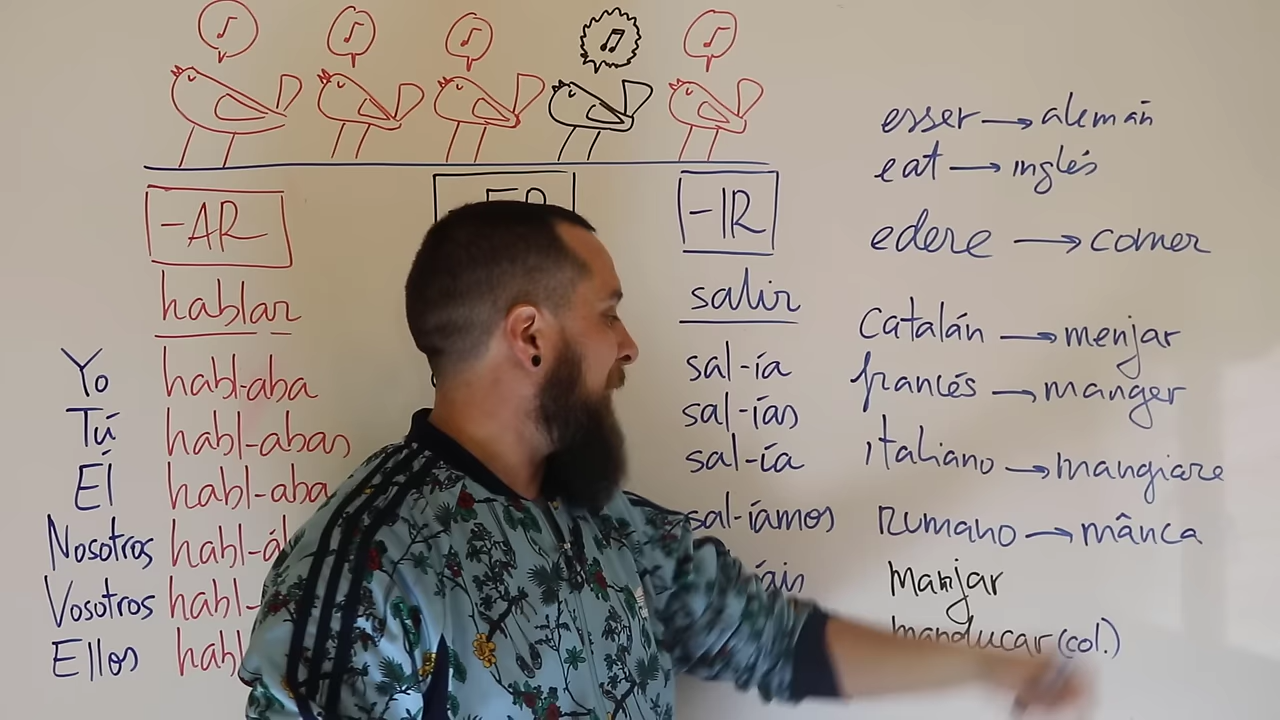 -AR
-IR
hablar
salir
Yo habl-aba
Tú habl-abas
Él habl-aba
Nosotros
Vosotros
Ellos
sal-ía
sal-ías
sal-ía
sal-íamos
esser → alemán
eat → inglés
edere → comer
Catalán → menjar
francés → manger
italiano → mangiare
Rumano → mânca
Manjar
manducar (col.)